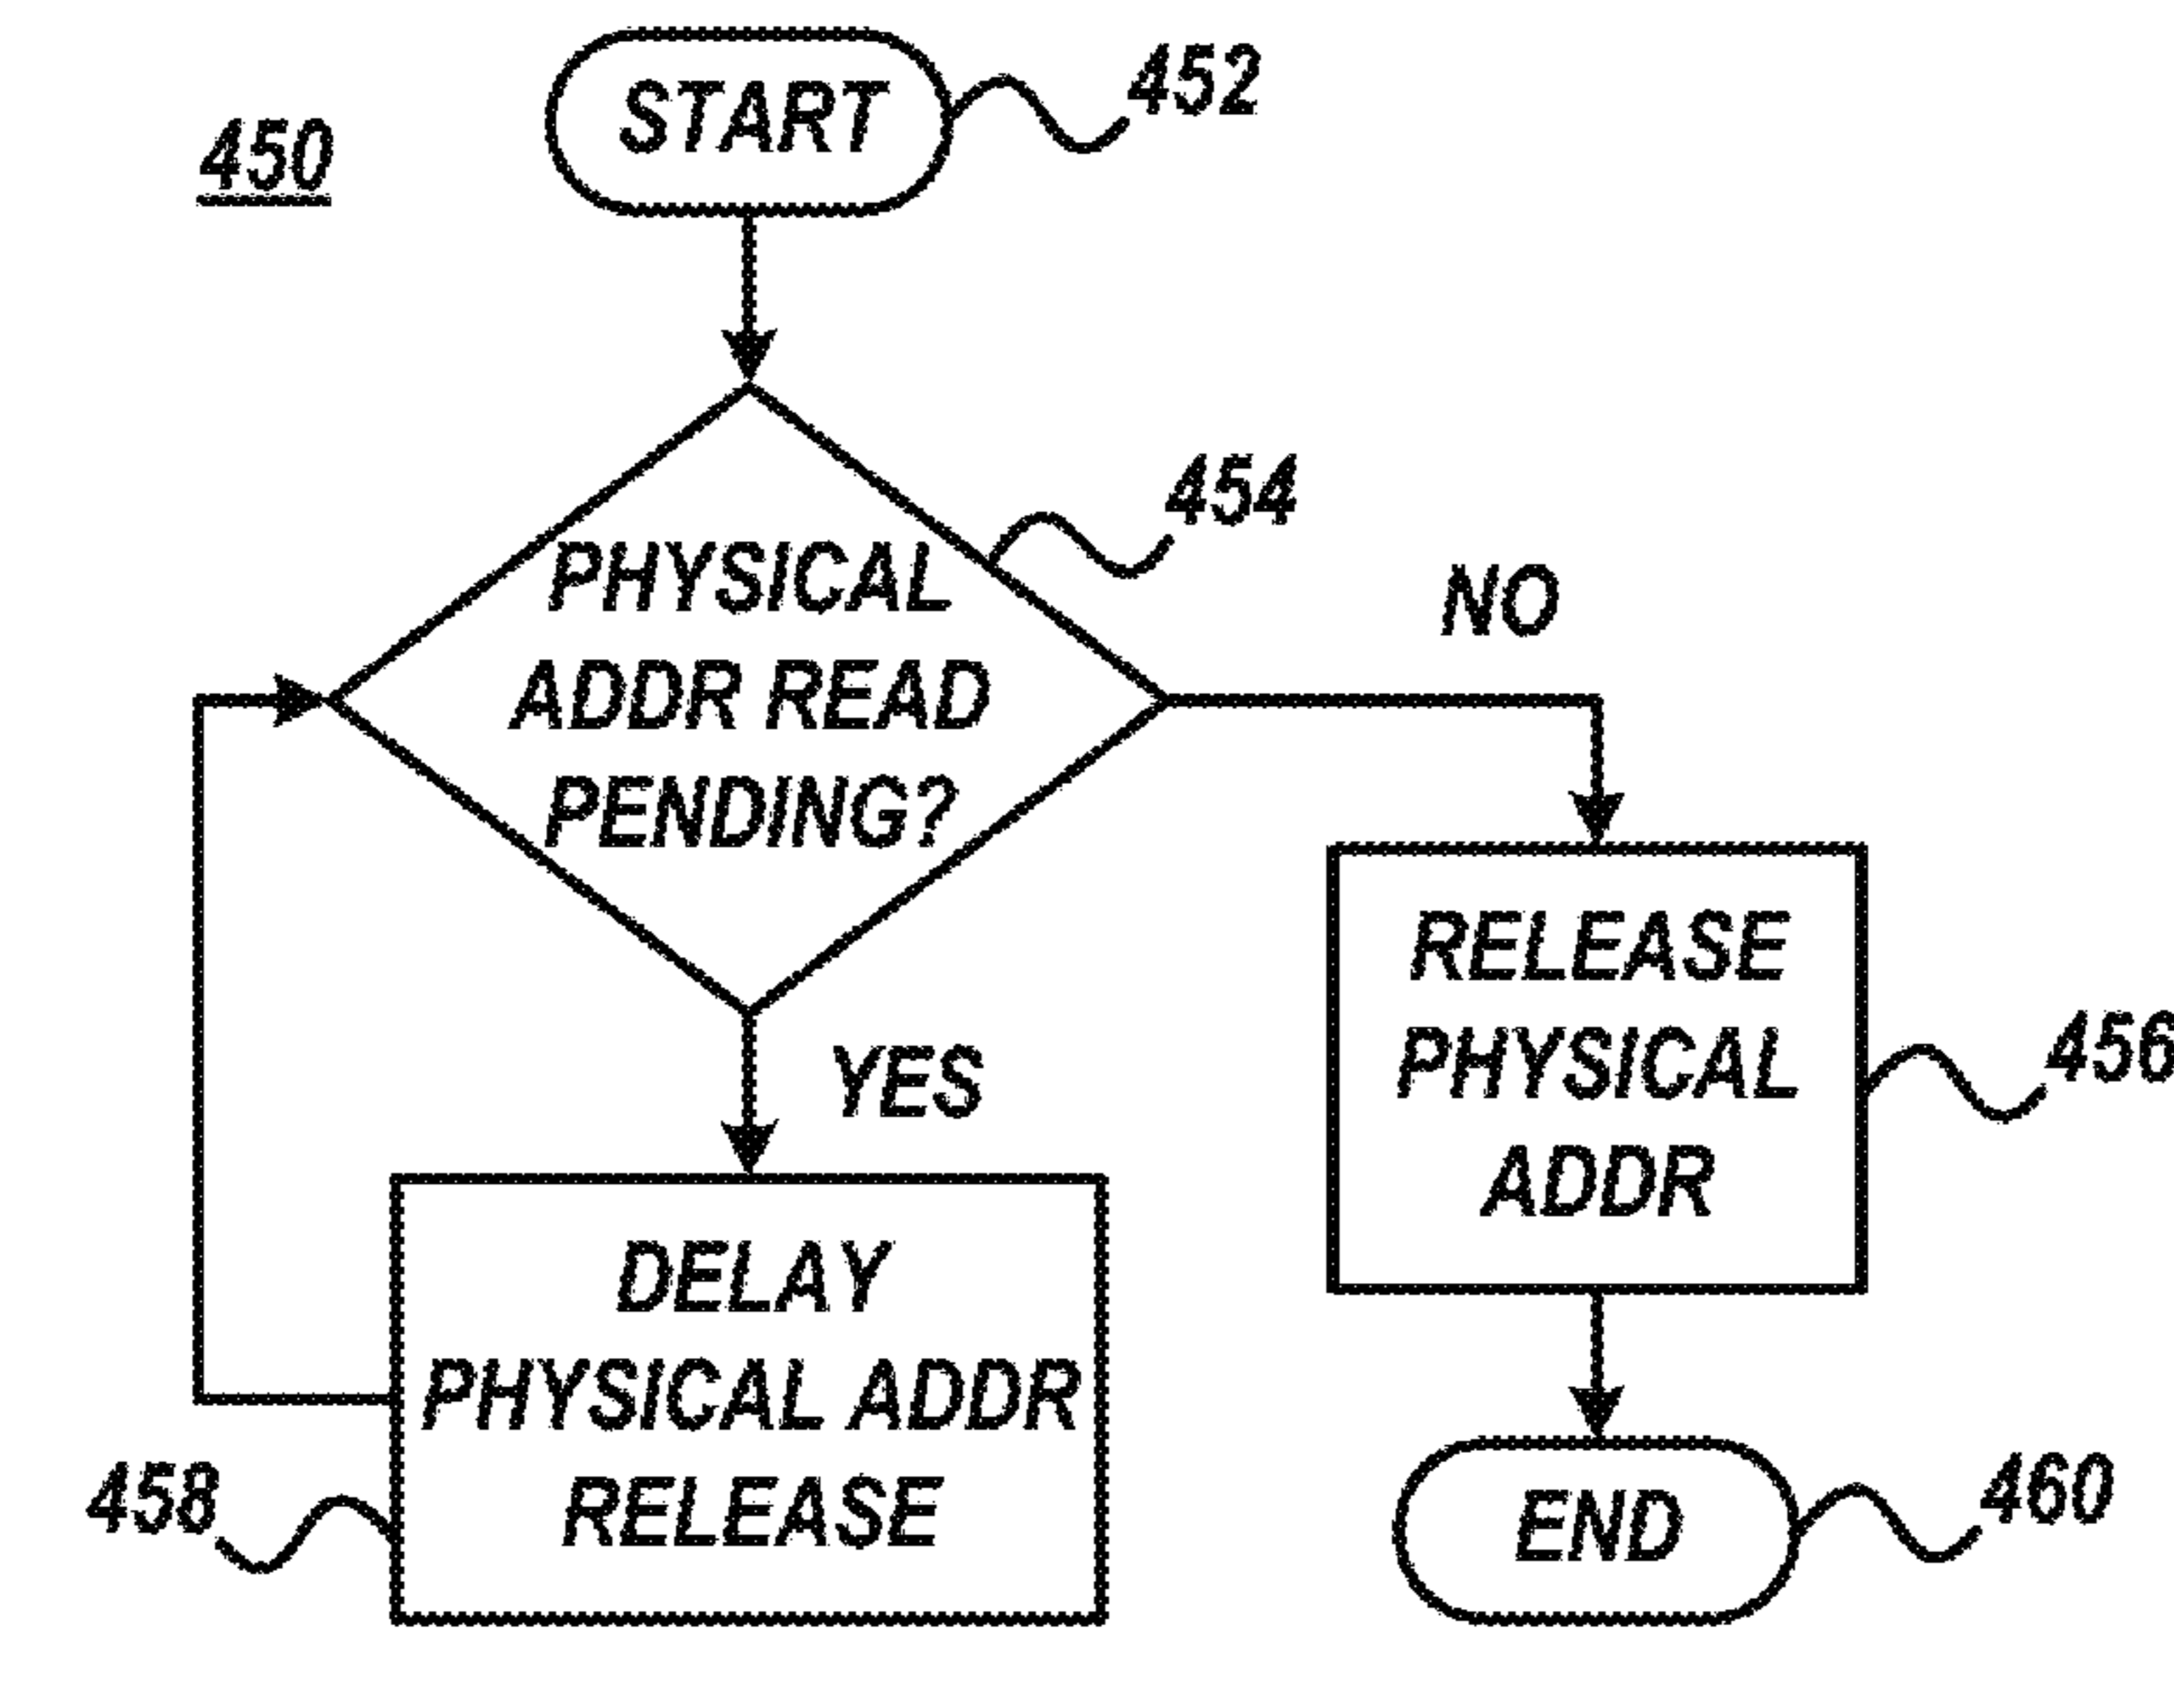 450
START
452
454
PHYSICAL
ADDR READ
PENDING?
NO
YES
RELEASE
PHYSICAL
ADDR
456
DELAY
PHYSICAL ADDR
RELEASE
458
END
460